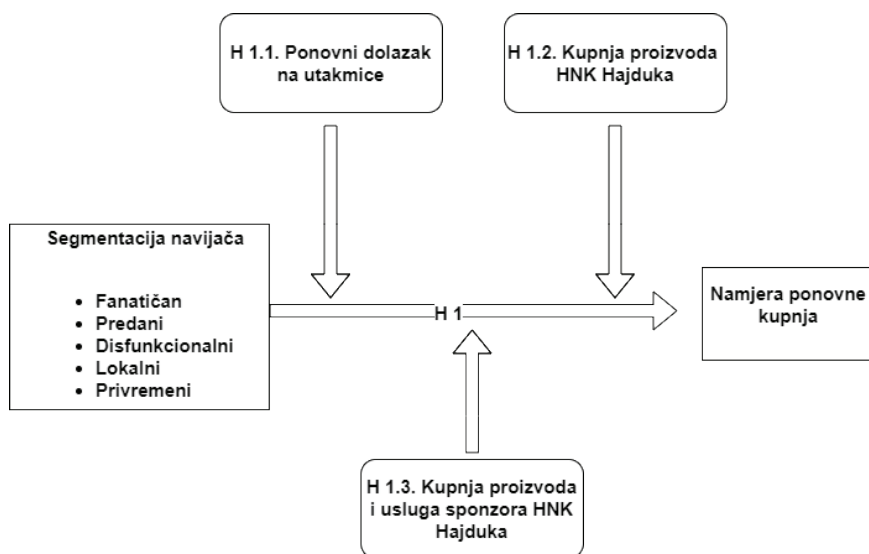 H 1.1. Ponovni dolazak
na utakmice
H 1.2. Kupnja proizvoda
HNK Hajduka
Segmentacija navijača
Fanatičan
Predani
Disfunkcionalni
Lokalni
Privremeni
H 1
Namjera ponovne
kupnja
H 1.3. Kupnja proizvoda
i usluga sponzora HNK
Hajduka